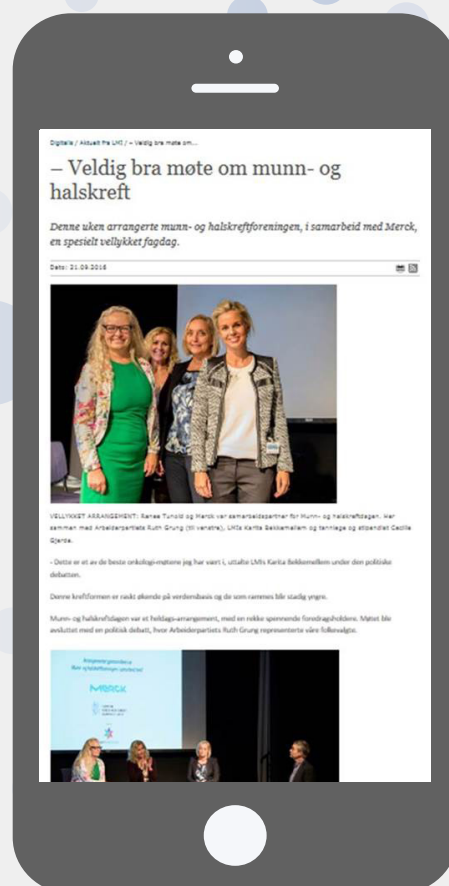 Digitale / Aktuelt fra LMI / – Veldig bra møte om...
– Veldig bra møte om munn- og
halskreft
Denne uken arrangerte munn- og halskreftforeningen, i samarbeid med Merck,
en spesielt vellykket fagdag.
Dato: 21.09.2016
VELLYKKET ARRANGEMENT: Renee Tunold og Merck var samarbeidspartner for Munn- og halskreftdagen. Her
sammen med Arbeiderpartiets Ruth Grung (til venstre), LMIs Karita Bekkemellem og tannlege og stipendiat Cecilie
Gjerde.
- Dette er et av de beste onkologi-møtene jeg har vært i, uttalte LMIs Karita Bekkemellem under den politiske
debatten.
Denne kreftformen er raskt økende på verdensbasis og de som rammes blir stadig yngre.
Munn- og halskreftdagen var et heldags-arrangement, med en rekke spennende foredragsholdere. Møtet ble
avsluttet med en politisk debatt, hvor Arbeiderpartiets Ruth Grung representerte våre folkevalgte.
MERCK